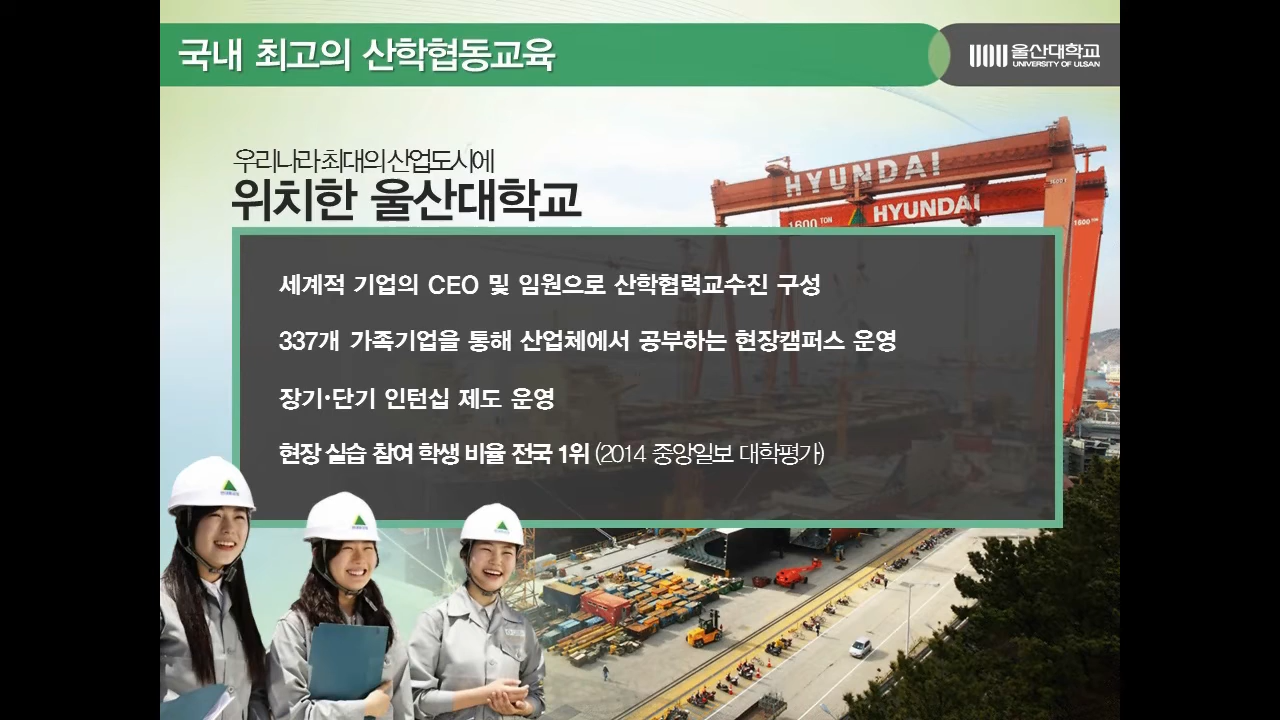 국내 최고의 산학협동교육
울산대학교
UNIVERSITY OF ULSAN
우리나라 최대의 산업도시에
위치한 울산대학교
HYUNDAI
HYUNDAI
1600 TON
1600 TON
세계적 기업의 CEO 및 임원으로 산학협력교수진 구성
337개 가족기업을 통해 산업체에서 공부하는 현장캠퍼스 운영
장기·단기 인턴십 제도 운영
현장 실습 참여 학생 비율 전국 1위 (2014 중앙일보 대학평가)